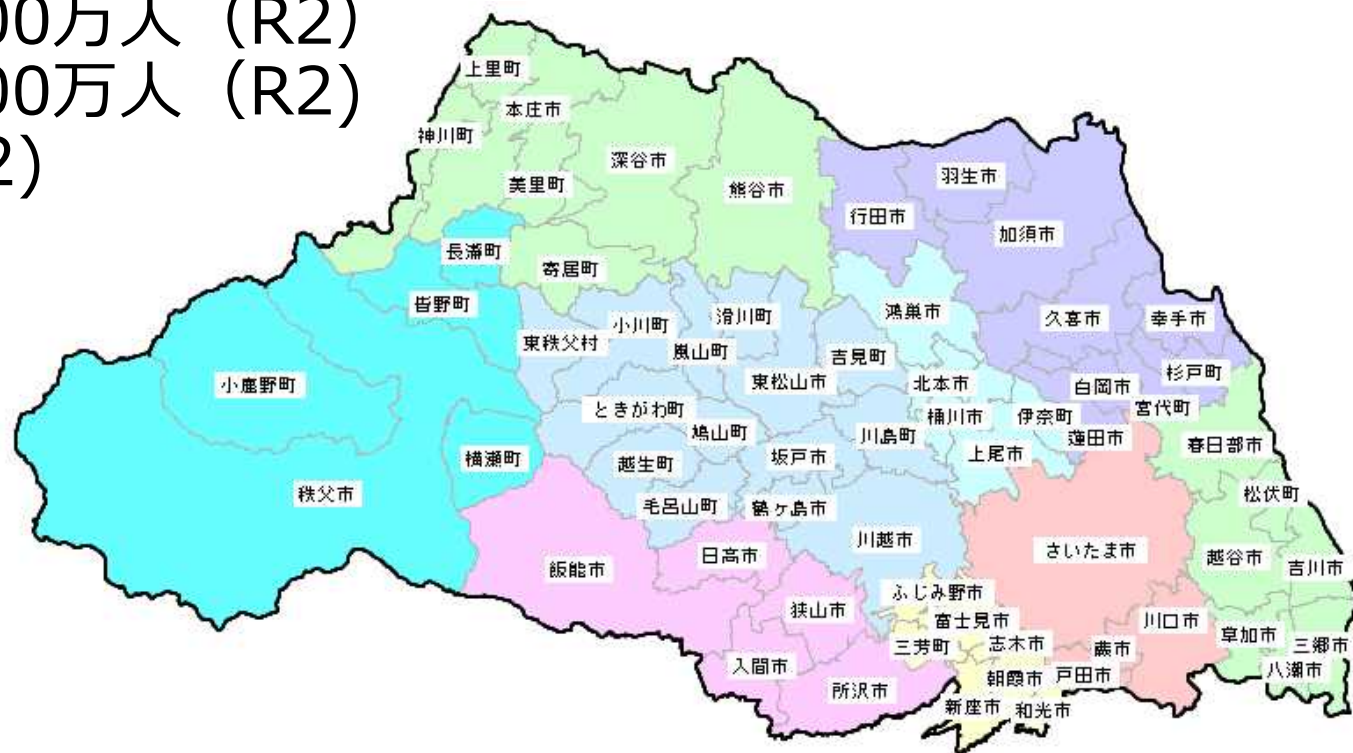 00万人（R2）
00万人（R2)
2)
上里町
本庄市
神川町
深谷市
美里町
熊谷市
羽生市
行田市
加須市
長瀞町
寄居町
皆野町
小川町
滑川町
鴻巣市
久喜市
幸手市
東秩父村
嵐山町
吉見町
小鹿野町
東松山市
北本市
白岡市
杉戸町
ときがわ町
桶川市
伊奈町
宮代町
鳩山町
川島町
蓮田市
春日部市
横瀬町
越生町
坂戸市
上尾市
秩父市
松伏町
毛呂山町
鶴ヶ島市
川越市
さいたま市
飯能市
日高市
越谷市
吉川市
ふじみ野市
狭山市
富士見市
川口市
三芳町
志木市
蕨市
草加市
三郷市
入間市
朝霞市
戸田市
八潮市
所沢市
新座市
和光市